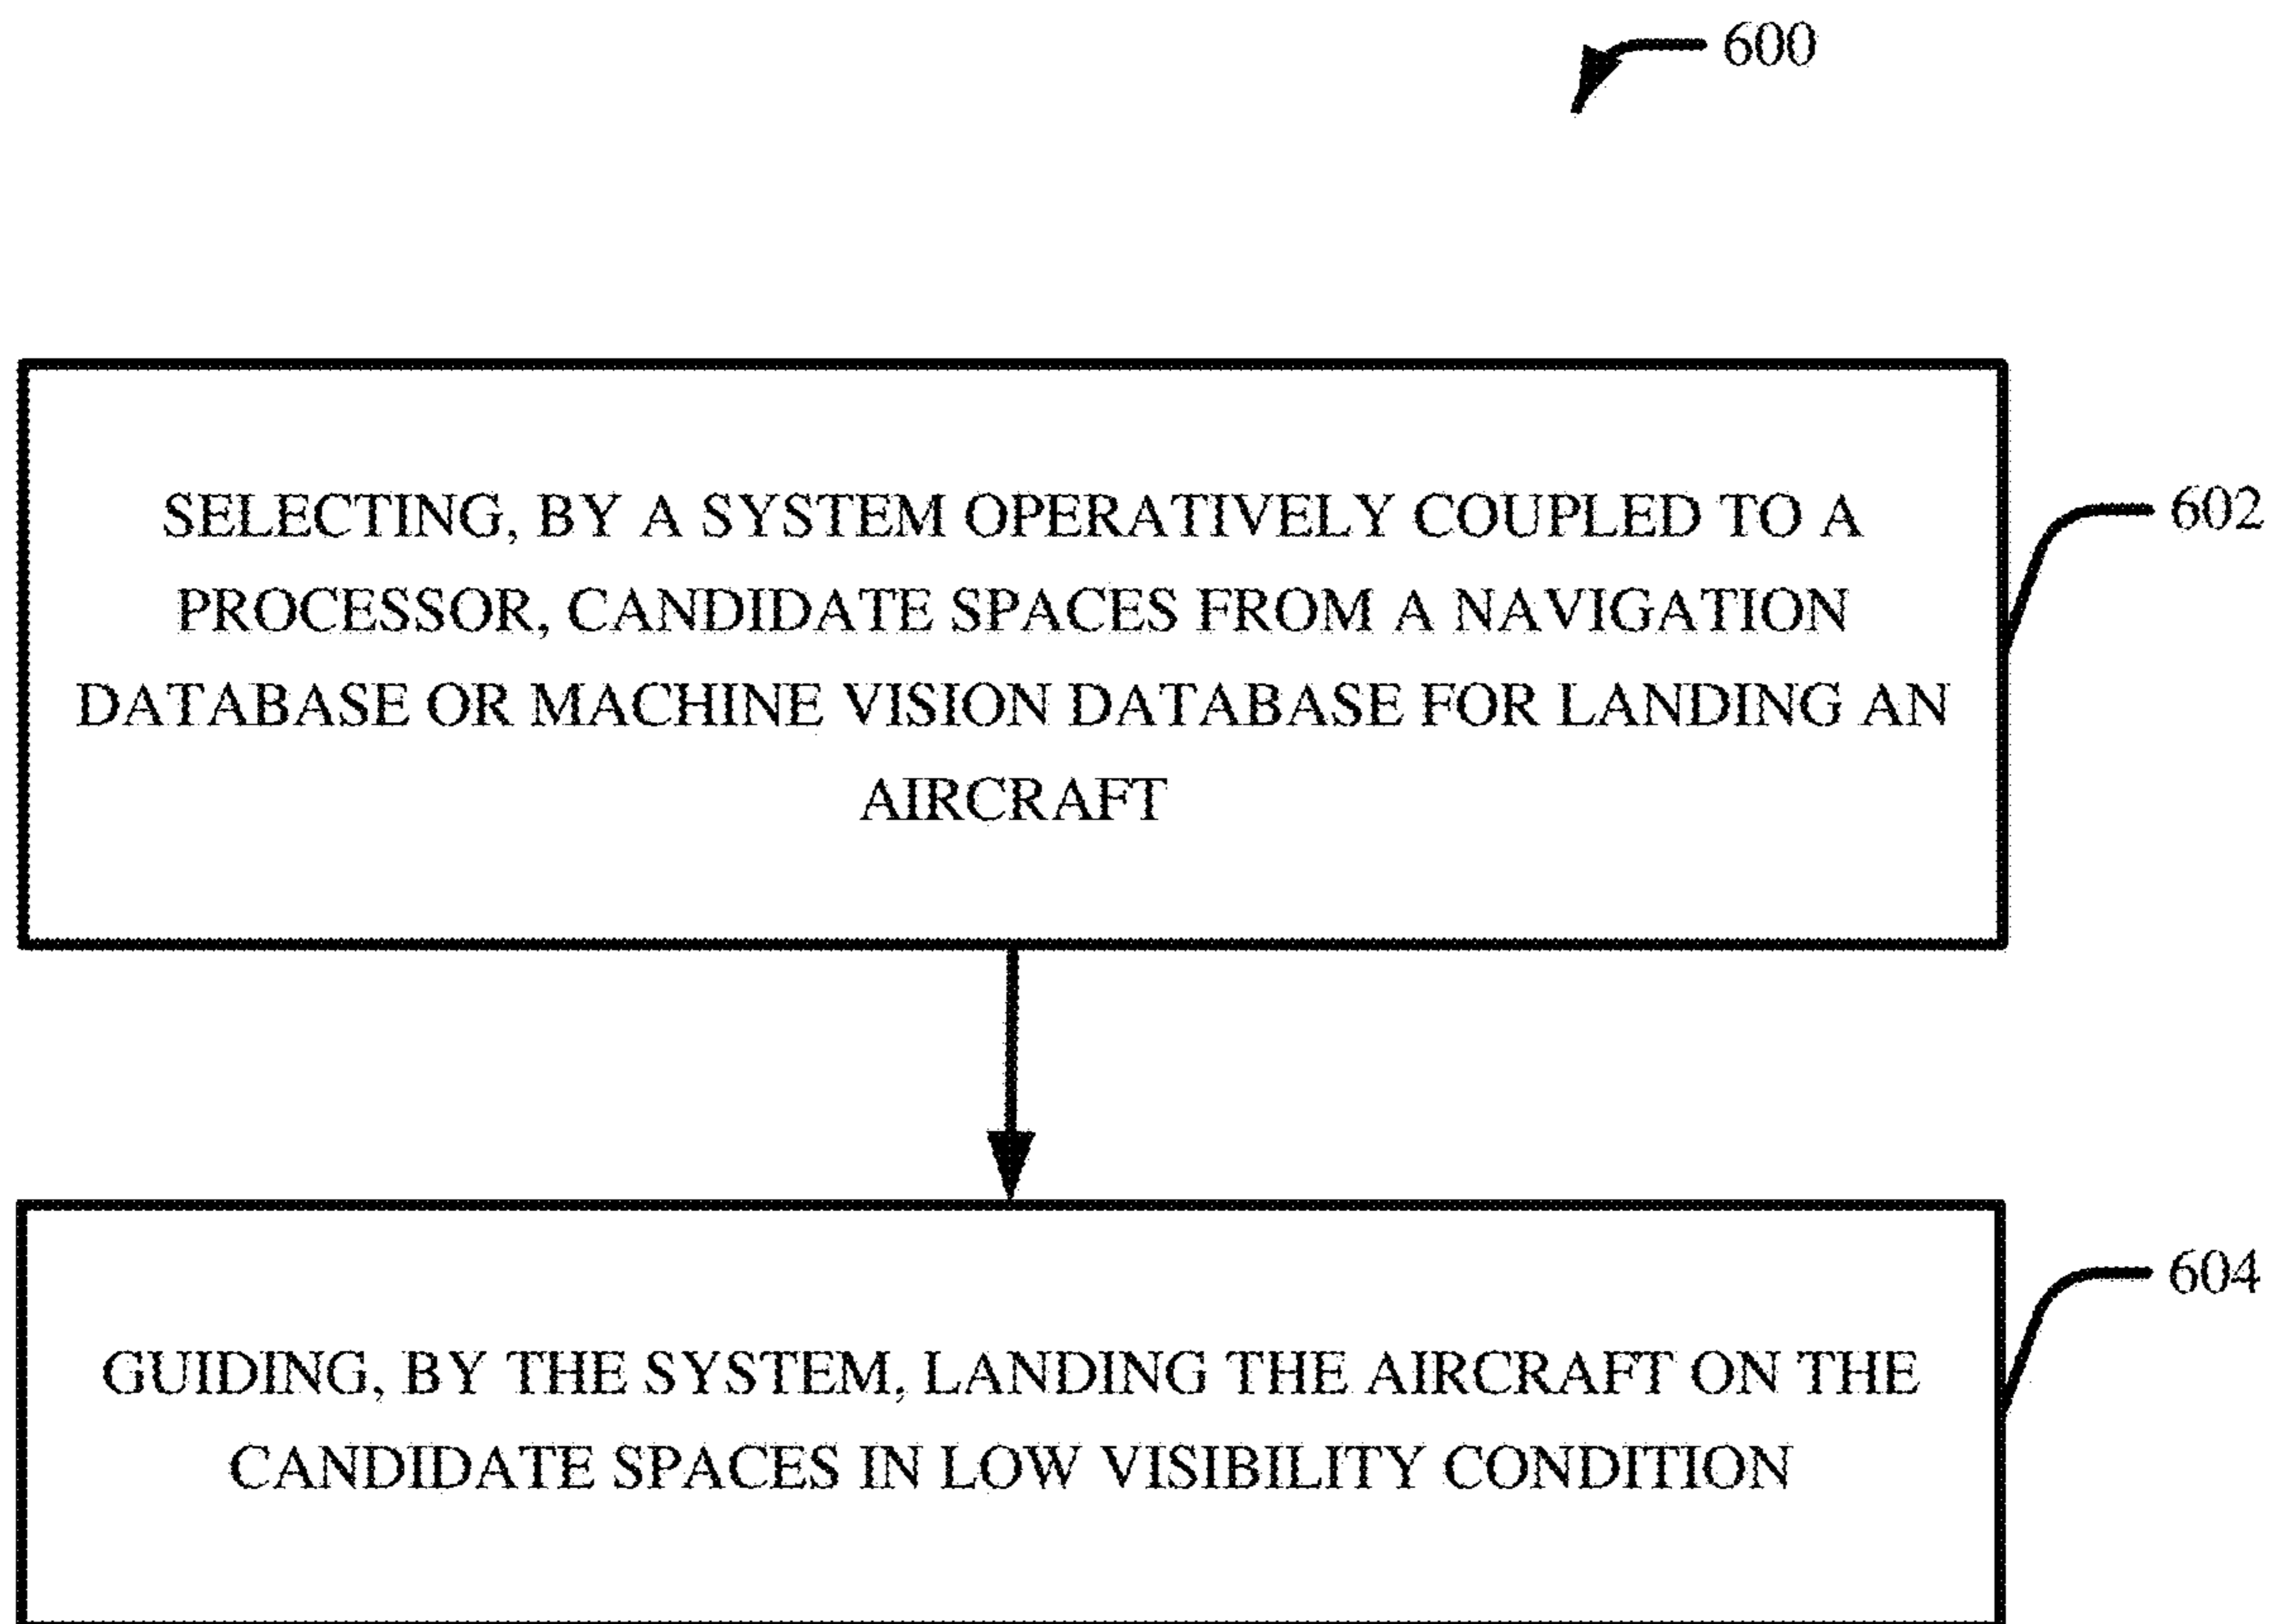 600
SELECTING, BY A SYSTEM OPERATIVELY COUPLED TO A
PROCESSOR, CANDIDATE SPACES FROM A NAVIGATION
DATABASE OR MACHINE VISION DATABASE FOR LANDING AN
AIRCRAFT
602
GUIDING, BY THE SYSTEM, LANDING THE AIRCRAFT ON THE
CANDIDATE SPACES IN LOW VISIBILITY CONDITION
604